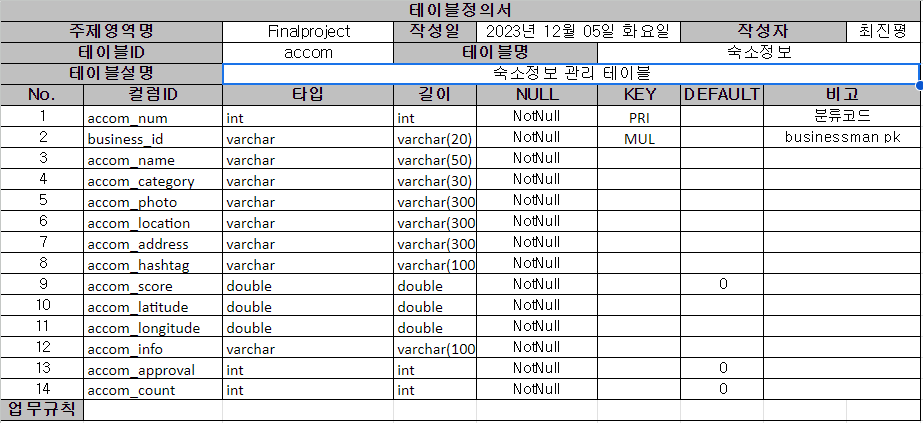 테이블정의서
주제영역명 Finalproject 작성일 2023년 12월 05일 화요일 작성자 최진평
테이블ID accom 테이블명 숙소정보
테이블설명 숙소정보 관리 테이블
No. 컬럼ID 타입 길이 NULL KEY DEFAULT 비고
1 accom_num int int NotNull PRI 분류코드
2 business_id varchar varchar(20) NotNull MUL businessman pk
3 accom_name varchar varchar(50) NotNull
4 accom_category varchar varchar(30) NotNull
5 accom_photo varchar varchar(300 NotNull
6 accom_location varchar varchar(300 NotNull
7 accom_address varchar varchar(300 NotNull
8 accom_hashtag varchar varchar(100 NotNull
9 accom_score double double NotNull 0
10 accom_latitude double double NotNull
11 accom_longitude double double NotNull
12 accom_info varchar varchar(100 NotNull
13 accom_approval int int NotNull 0
14 accom_count int int NotNull 0
업무규칙